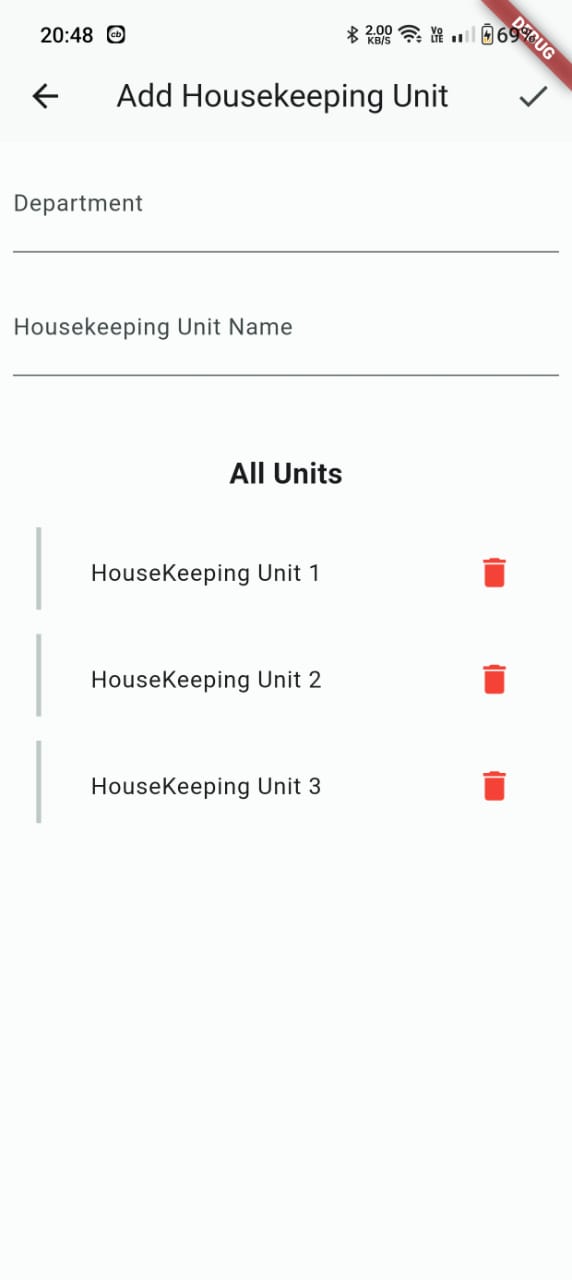 20:48 cb 2.00 KB/S Vo LTE 69%
DEBUG
Add Housekeeping Unit
Department
Housekeeping Unit Name
All Units
HouseKeeping Unit 1
HouseKeeping Unit 2
HouseKeeping Unit 3